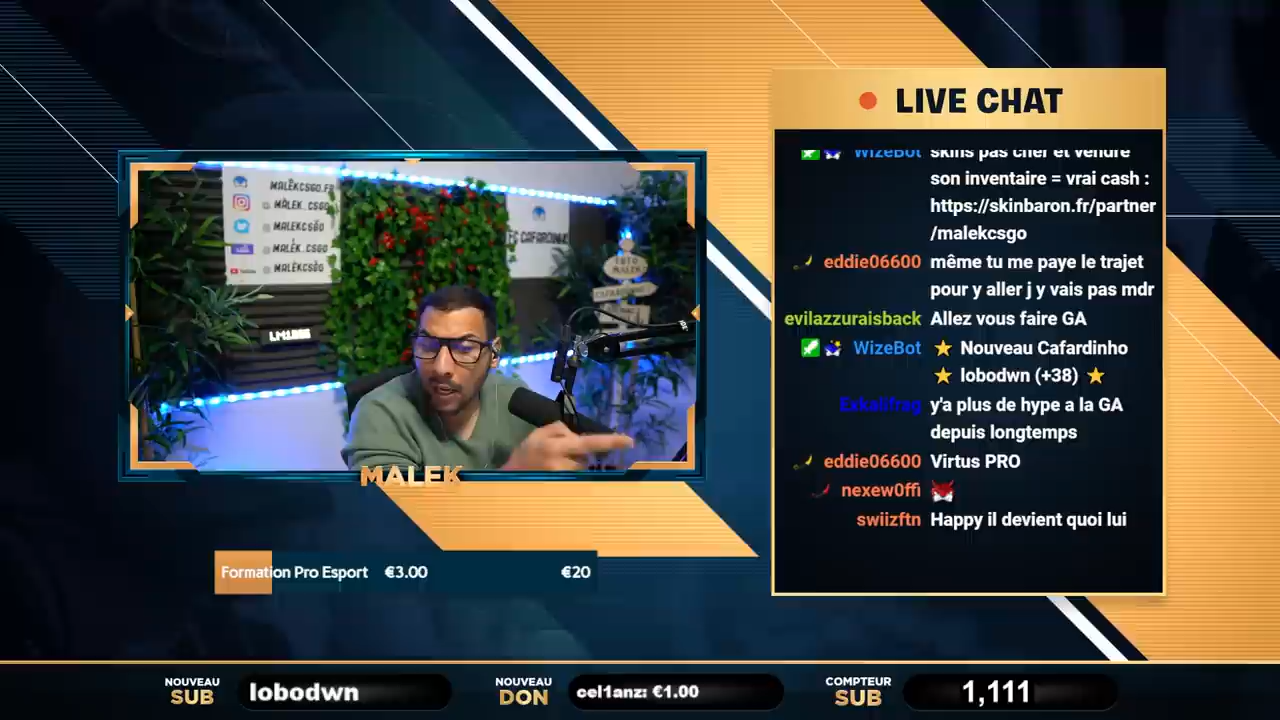 LIVE CHAT
WizeBot skins pas cher et vendre
son inventaire = vrai cash :
https://skinbaron.fr/partner
/malekcsgo
eddie06600 même tu me paye le trajet
pour y aller j y vais pas mdr
evilazzuraisback Allez vous faire GA
WizeBot Nouveau Cafardinho
lobodwn (+38)
Exkalifrag y'a plus de hype a la GA
depuis longtemps
eddie06600 Virtus PRO
nexew0ffi
swiizftn Happy il devient quoi lui
MALEKCSGO.FR
MALEK_CSGO
MALEKCSGO
MALEK_CSGO
YouTube MALEKCSGO
TOTO
MALEK
MALEK
Formation Pro Esport €3.00 €20
NOUVEAU
SUB
lobodwn
NOUVEAU
DON
cel1anz: €1.00
COMPTEUR
SUB
1,111